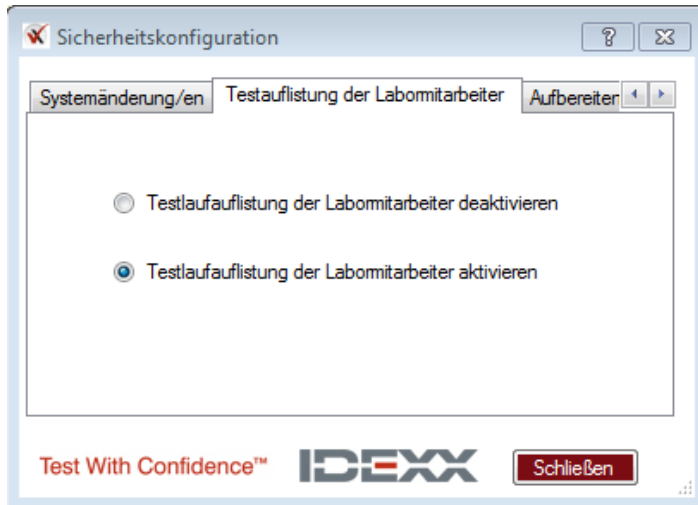 Sicherheitskonfiguration
Systemänderung/en Testauflistung der Labormitarbeiter Aufbereiten
Testlaufauflistung der Labormitarbeiter deaktivieren
Testlaufauflistung der Labormitarbeiter aktivieren
Test With Confidence™ IDEXX Schließen